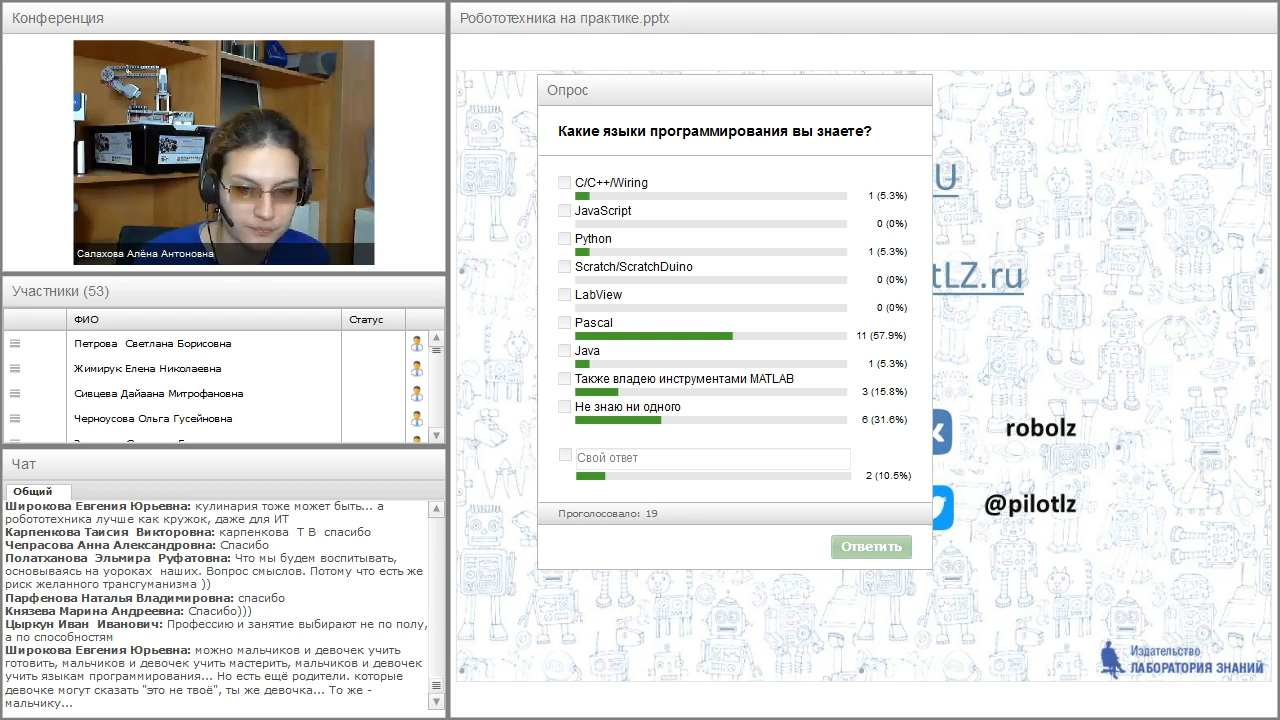 Конференция
Салахова Алёна Антоновна
Участники (53)
ФИО
Статус
Петрова Светлана Борисовна
Жимирук Елена Николаевна
Сивцева Дайаана Митрофановна
Черноусова Ольга Гусейновна
Чат
Общий
Широкова Евгения Юрьевна: кулинария тоже может быть... а
робототехника лучше как кружок, даже для ИТ
Карпенкова Таисия Викторовна: карпенкова Т В спасибо
Чепрасова Анна Александровна: Спасибо
Полатханова Эльмира Руфатовна: Что мы будем воспитывать,
основываясь на уороках наших. Вопрос смыслов. Потому что есть же
риск желанного трансгуманизма ))
Парфенова Наталья Владимировна: спасибо
Князева Марина Андреевна: Спасибо)))
Цыркун Иван Иванович: Профессию и занятие выбирают не по полу,
а по способностям
Широкова Евгения Юрьевна: можно мальчиков и девочек учить
готовить, мальчиков и девочек учить мастерить, мальчиков и девочек
учить языкам программирования... Но есть ещё родители. которые
девочке могут сказать "это не твоё", ты же девочка... То же -
мальчику...
Робототехника на практике.pptx
Опрос
Какие языки программирования вы знаете?
C/C++/Wiring
1 (5.3%)
JavaScript
0 (0%)
Python
1 (5.3%)
Scratch/ScratchDuino
0 (0%)
LabView
0 (0%)
Pascal
11 (57.9%)
Java
1 (5.3%)
Также владею инструментами MATLAB
3 (15.8%)
Не знаю ни одного
6 (31.6%)
Свой ответ
2 (10.5%)
Проголосовало: 19
Ответить
tLZ.ru
robolz
@pilotlz
Издательство
ЛАБОРАТОРИЯ ЗНАНИЙ